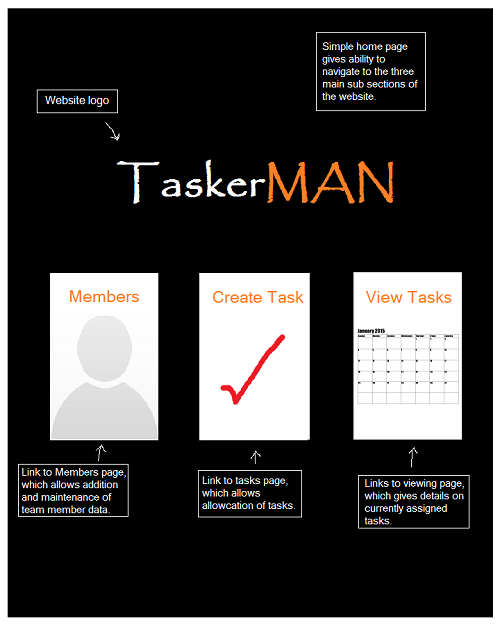 Simple home page
gives ability to
navigate to the three
main sub sections of
the website.
Website logo
TaskerMAN
Members
Create Task
View Tasks
January 2015
Link to Members page,
which allows addition
and maintenance of
team member data.
Link to tasks page,
which allows
allowcation of tasks.
Links to viewing page,
which gives details on
currently assigned
tasks.